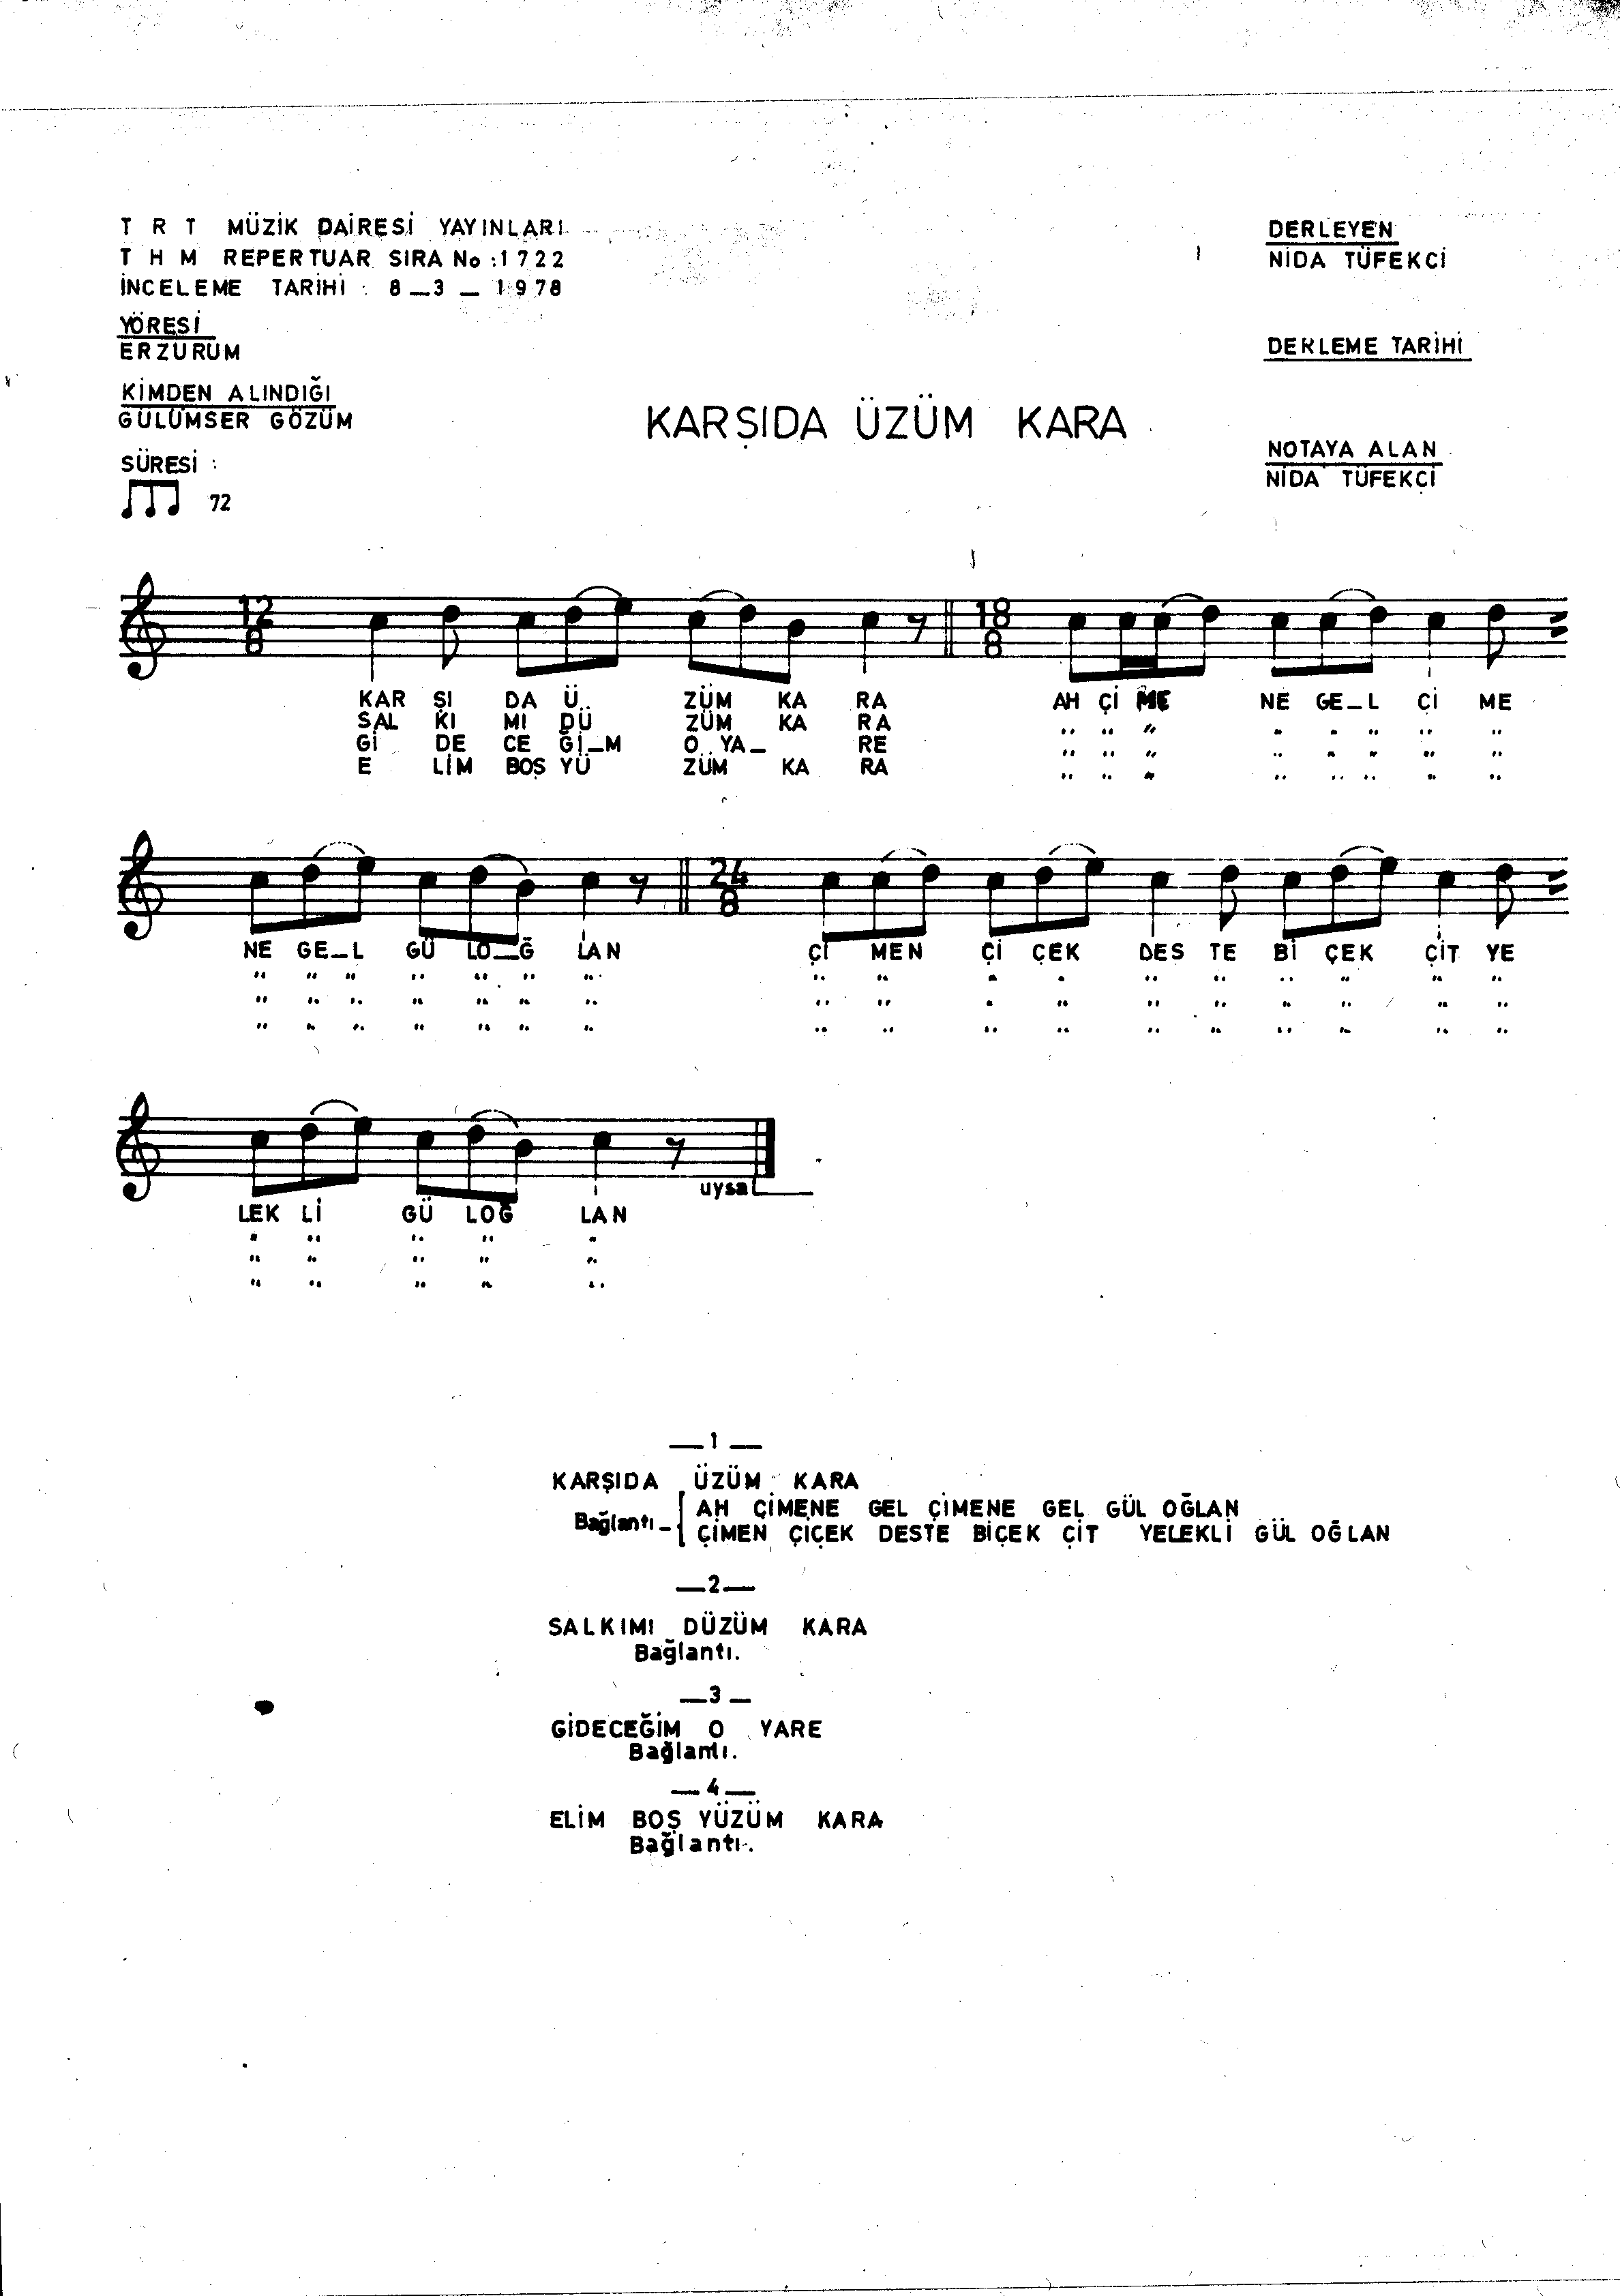 T R T MÜZİK DAİRESİ YAYINLARI
T H M REPERTUAR SIRA No : 1722
İNCELEME TARİHİ : 8 _ 3 _ 1978
YÖRESİ
ERZURUM
KİMDEN ALINDIĞI
GÜLÜMSER GÖZÜM
SÜRESİ :
72
KARŞIDA ÜZÜM KARA
DERLEYEN
NİDA TÜFEKCİ
DERLEME TARİHİ
NOTAYA ALAN
NİDA TÜFEKÇİ
12 8 18 8
KAR ŞI DA Ü ZÜM KA RA AH Çİ ME NE GE_L Çİ ME
SAL KI MI DÜ ZÜM KA RA " " " " " " " "
Gİ DE CE Ğİ_M O YA_ RE " " " " " " " "
E LİM BOŞ YÜ ZÜM KA RA " " " " " " " "
24 8
NE GE_L GÜ LO_Ğ LAN Çİ MEN Çİ ÇEK DES TE Bİ ÇEK ÇİT YE
" " " " " " " " " " " " " " " " "
" " " " " " " " " " " " " " " " "
" " " " " " " " " " " " " " " " "
uysal
LEK Lİ GÜ LOĞ LAN
" " " " "
" " " " "
" " " " "
_ 1 _
KARŞIDA ÜZÜM KARA
Bağlantı _ { AH ÇİMENE GEL ÇİMENE GEL GÜL OĞLAN
ÇİMEN ÇİÇEK DESTE BİÇEK ÇİT YELEKLİ GÜL OĞLAN
_ 2 _
SALKIMI DÜZÜM KARA
Bağlantı.
_ 3 _
GİDECEĞİM O YARE
Bağlantı.
_ 4 _
ELİM BOŞ YÜZÜM KARA
Bağlantı.